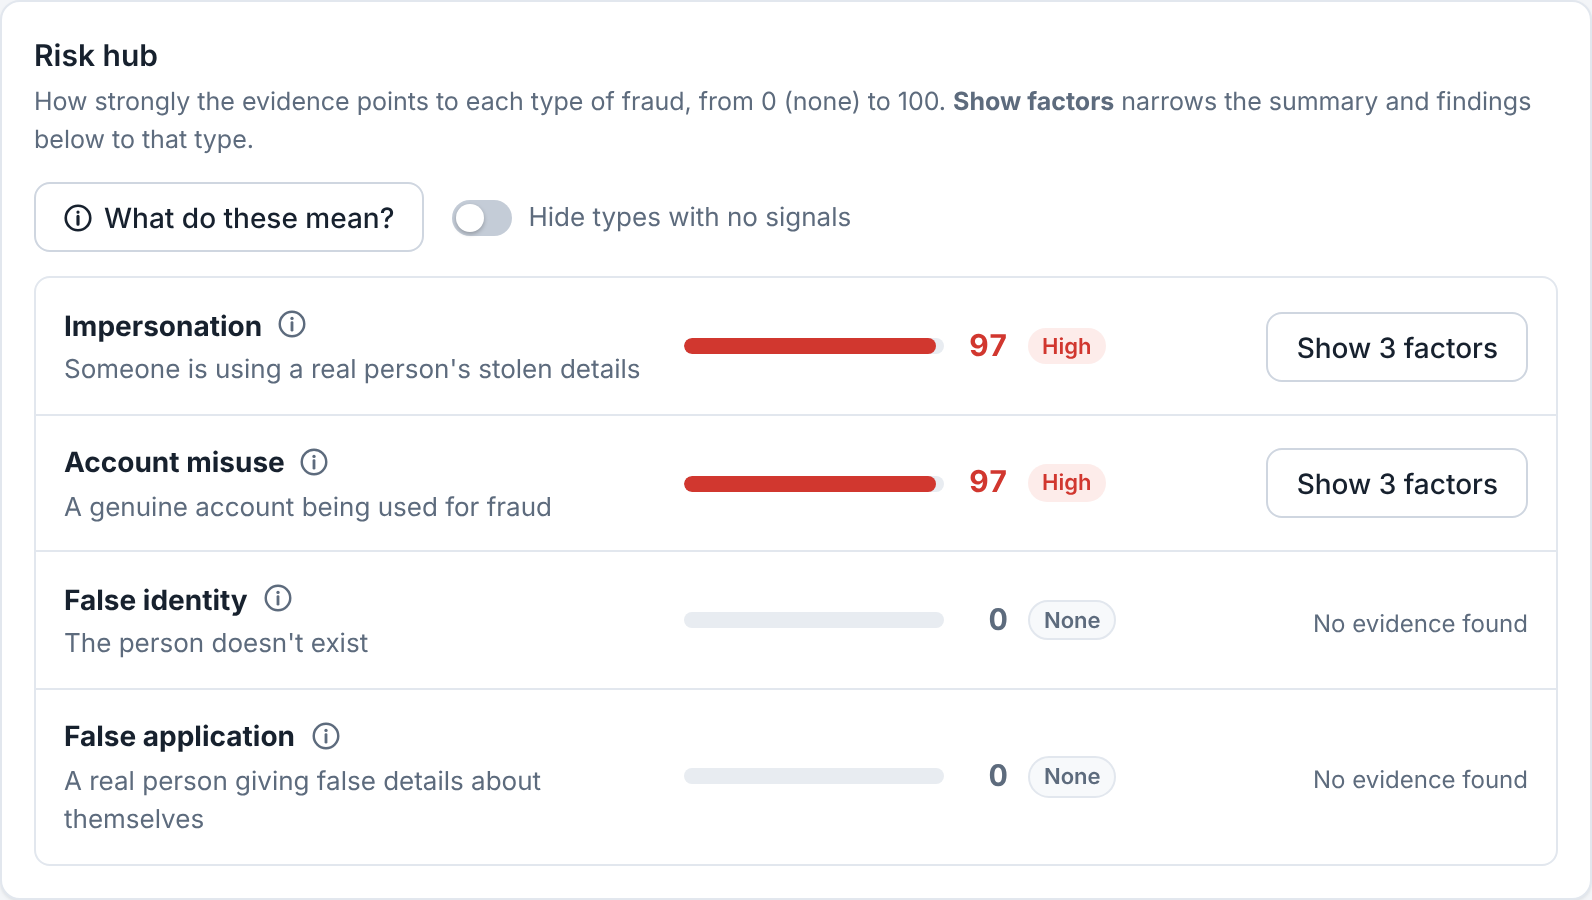 Risk hub
How strongly the evidence points to each type of fraud, from 0 (none) to 100. Show factors narrows the summary and findings
below to that type.
What do these mean?
Hide types with no signals
Impersonation
Someone is using a real person's stolen details
97
High
Show 3 factors
Account misuse
A genuine account being used for fraud
97
High
Show 3 factors
False identity
The person doesn't exist
0
None
No evidence found
False application
A real person giving false details about
themselves
0
None
No evidence found